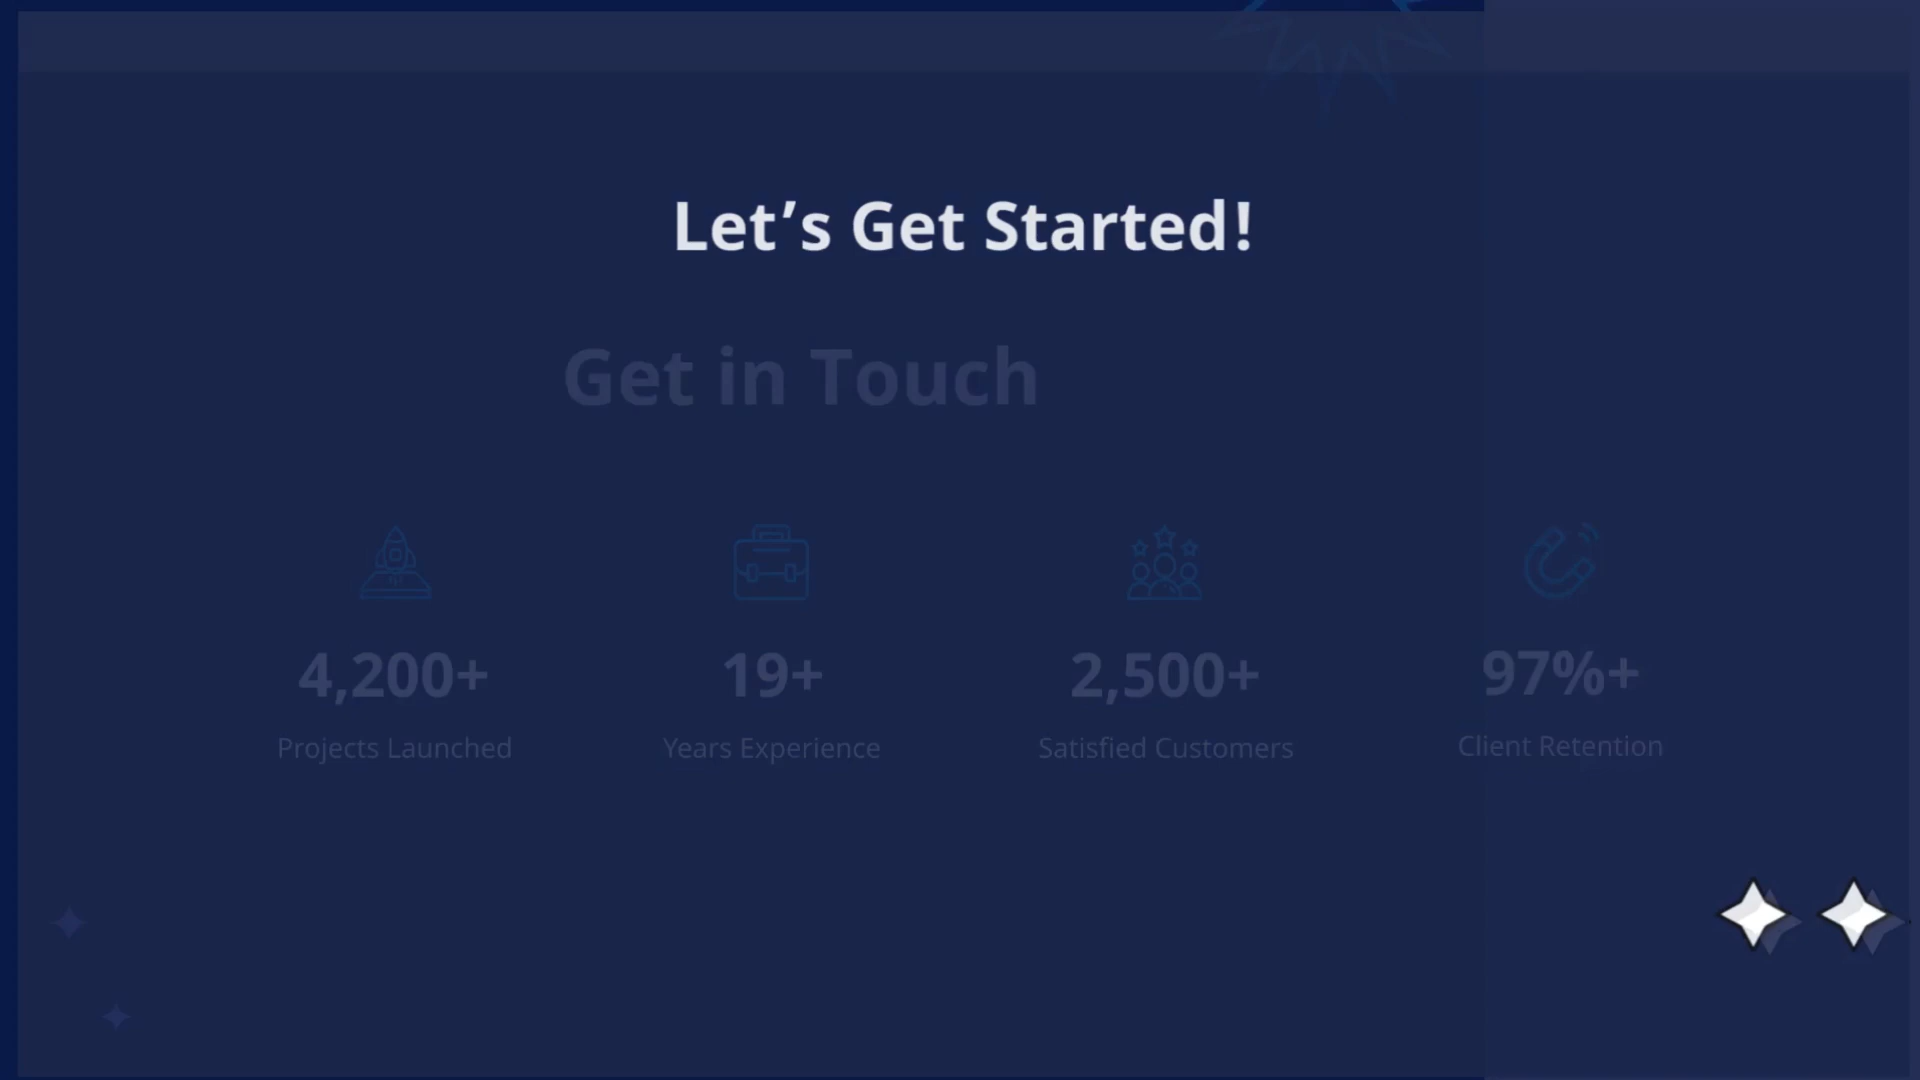 Let’s Get Started!
Get in Touch
4,200+ 19+ 2,500+ 97%+
Projects Launched Years Experience Satisfied Customers Client Retention